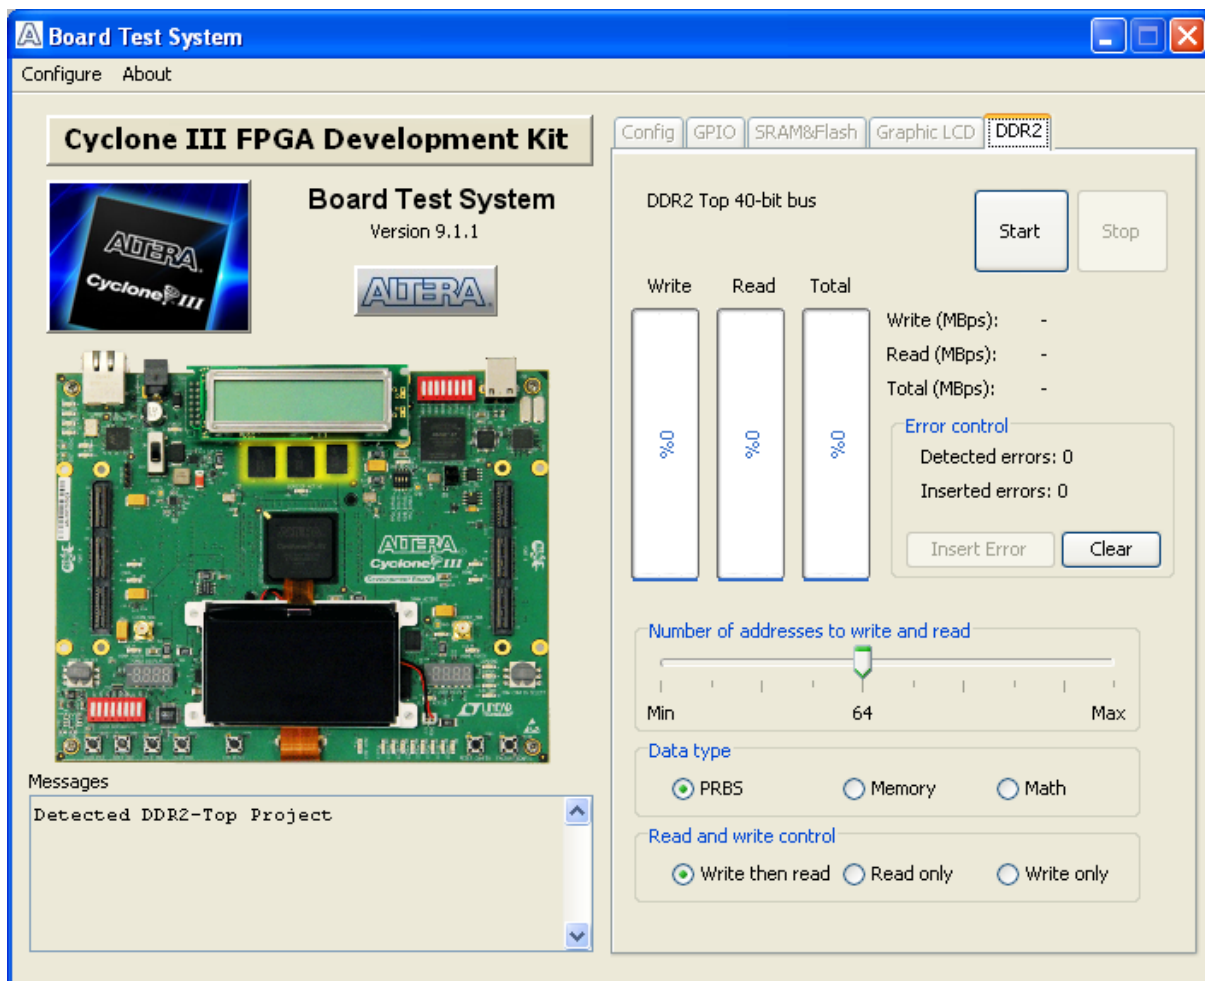 Board Test System
Configure About
Cyclone III FPGA Development Kit
ALTERA
Cyclone III
Board Test System
Version 9.1.1
ALTERA
ALTERA
Cyclone III
Development Board
LINEAR
Messages
Detected DDR2-Top Project
Config GPIO SRAM&Flash Graphic LCD DDR2
DDR2 Top 40-bit bus
Start Stop
Write Read Total
0% 0% 0%
Write (MBps): -
Read (MBps): -
Total (MBps): -
Error control
Detected errors: 0
Inserted errors: 0
Insert Error Clear
Number of addresses to write and read
Min 64 Max
Data type
PRBS Memory Math
Read and write control
Write then read Read only Write only